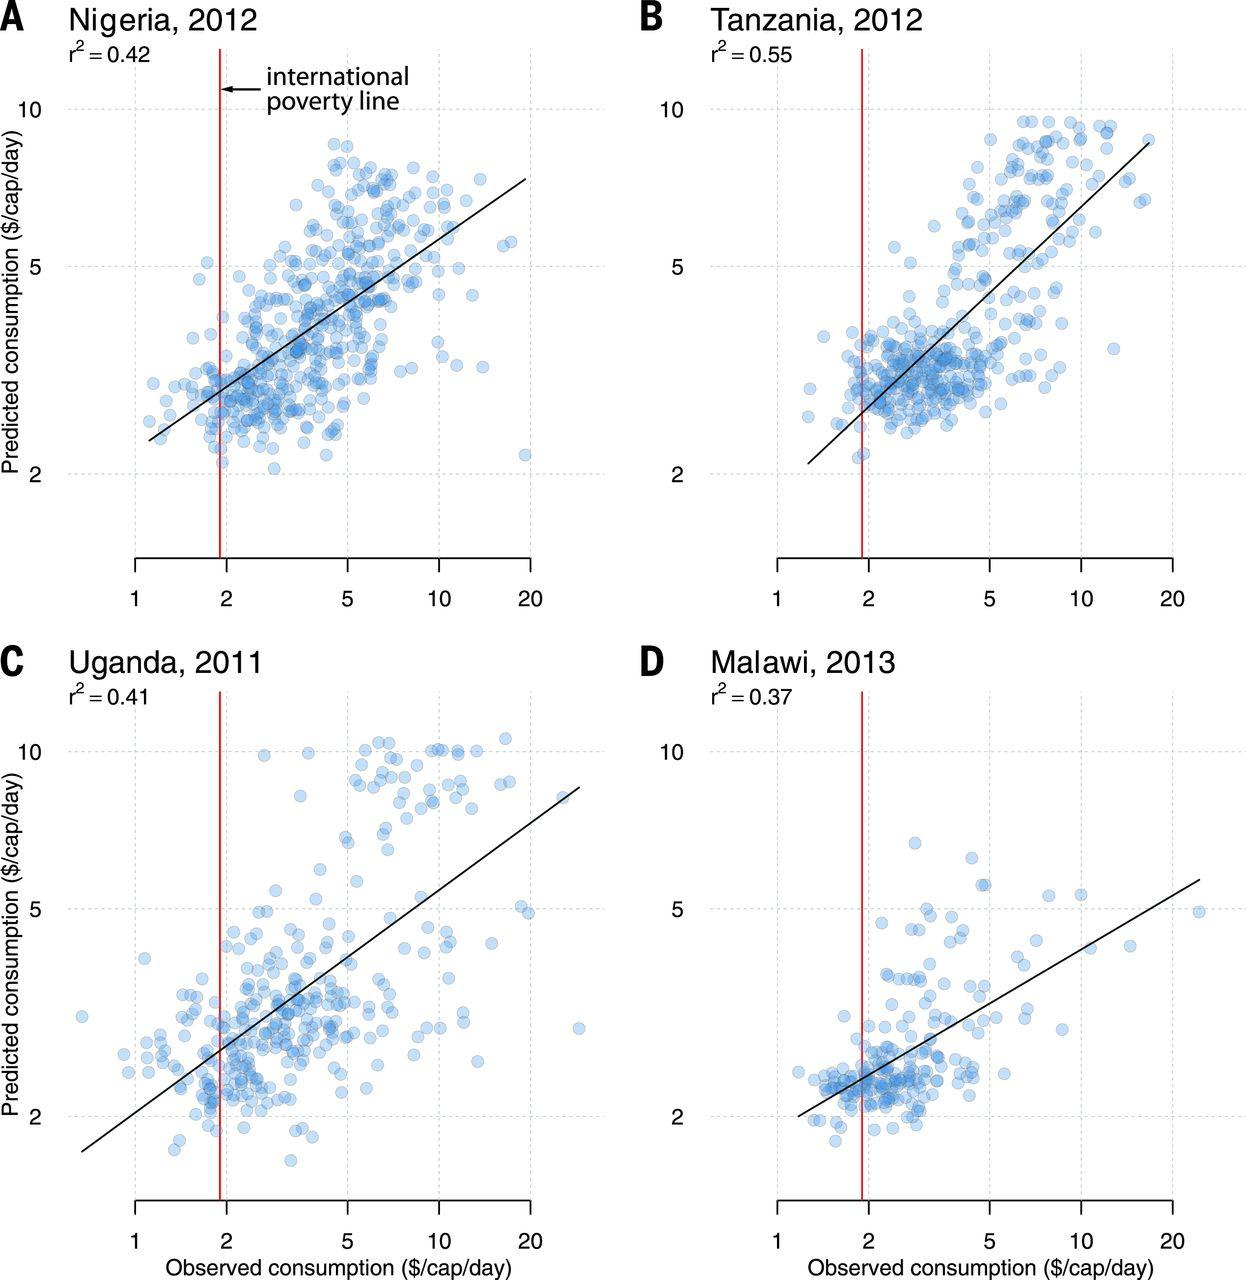 A Nigeria, 2012
r² = 0.42
international
poverty line
10
5
2
Predicted consumption ($/cap/day)
1 2 5 10 20
B Tanzania, 2012
r² = 0.55
10
5
2
1 2 5 10 20
C Uganda, 2011
r² = 0.41
10
5
2
Predicted consumption ($/cap/day)
1 2 5 10 20
Observed consumption ($/cap/day)
D Malawi, 2013
r² = 0.37
10
5
2
1 2 5 10 20
Observed consumption ($/cap/day)